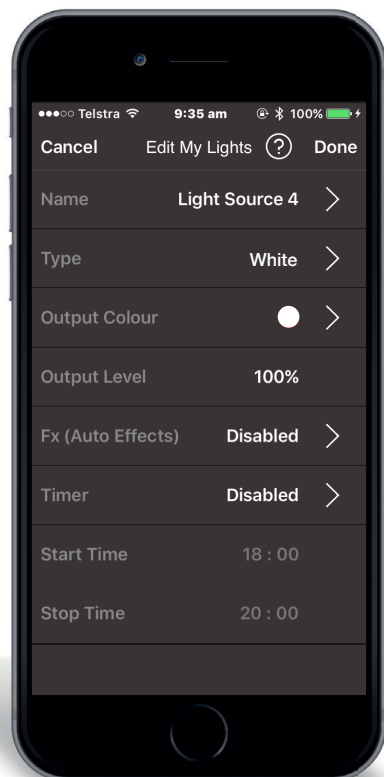 Telstra 9:35 am 100%
Cancel Edit My Lights ? Done
Name Light Source 4
Type White
Output Colour
Output Level 100%
Fx (Auto Effects) Disabled
Timer Disabled
Start Time 18 : 00
Stop Time 20 : 00